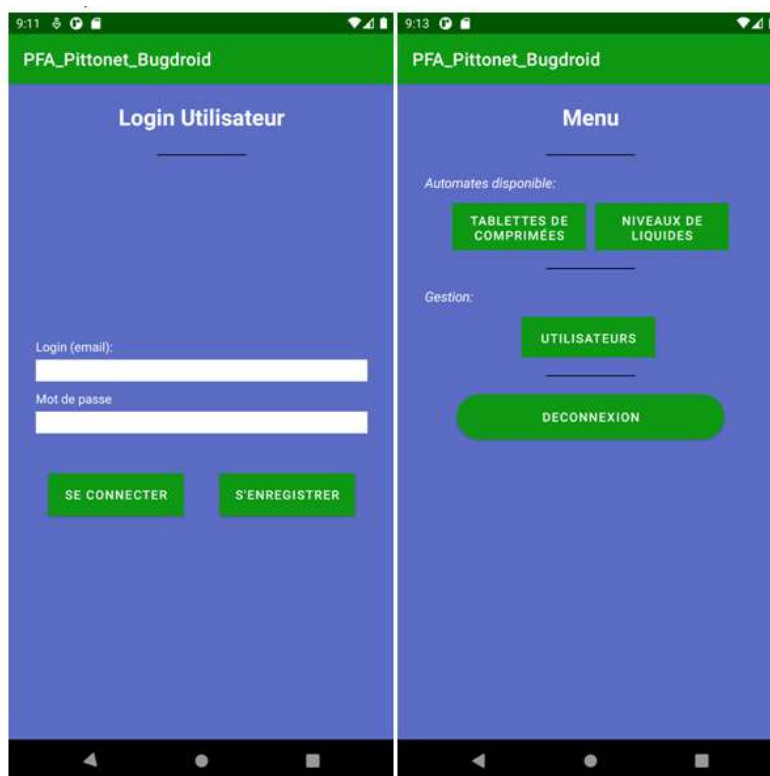 9:11
PFA_Pittonet_Bugdroid
Login Utilisateur
Login (email):
Mot de passe
SE CONNECTER
S'ENREGISTRER
9:13
PFA_Pittonet_Bugdroid
Menu
Automates disponible:
TABLETTES DE
COMPRIMÉES
NIVEAUX DE
LIQUIDES
Gestion:
UTILISATEURS
DECONNEXION